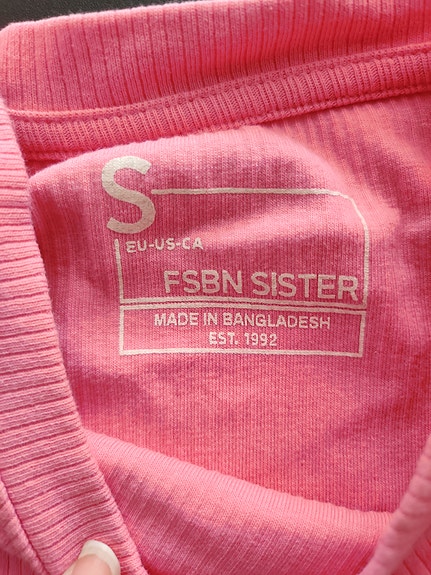 S
EU-US-CA
FSBN SISTER
MADE IN BANGLADESH
EST. 1992